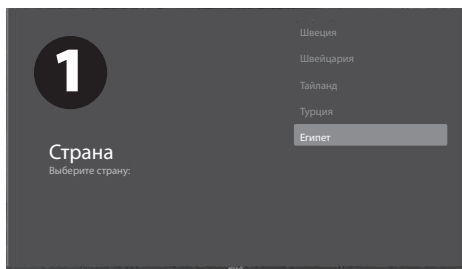 1
Швеция
Швейцария
Тайланд
Турция
Египет
Страна
Выберите страну: